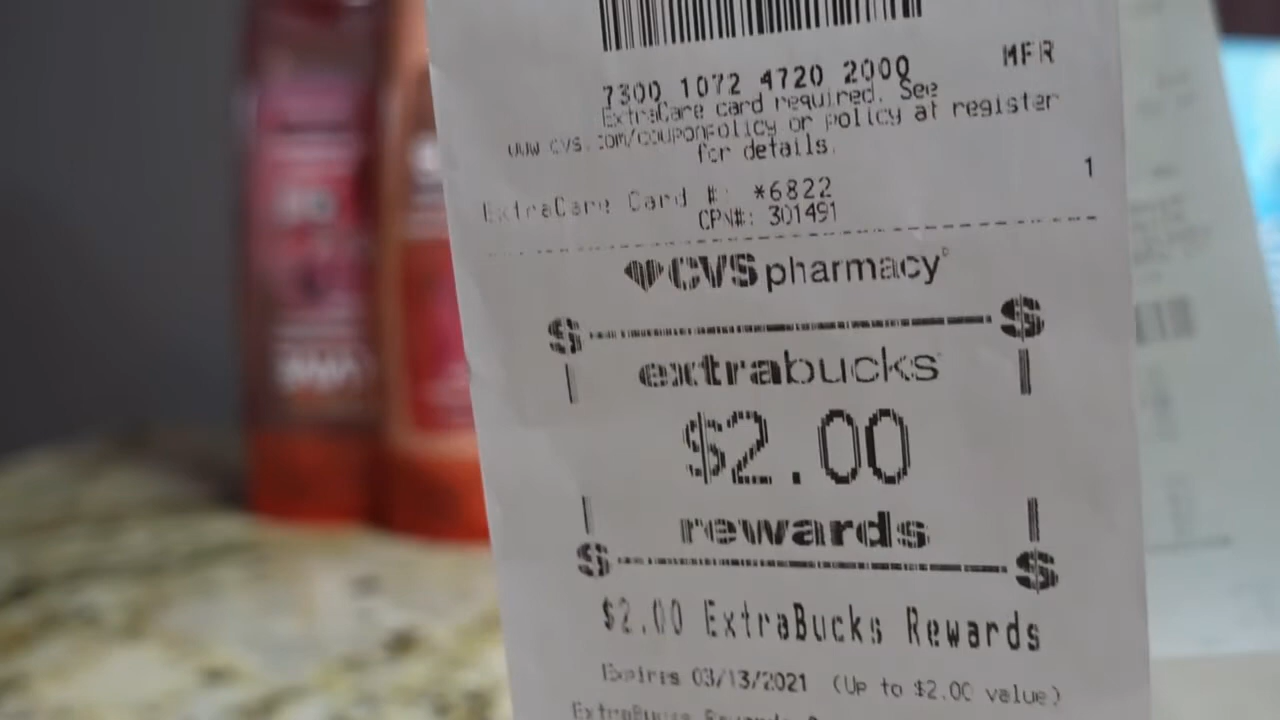 7300 1072 4720 2000
MFR
ExtraCare card required. See
www.cvs.com/couponpolicy or policy at register
for details.
1
ExtraCare Card #: *6822
CPN#: 301491
CVS pharmacy®
$ $
extrabucks®
$2.00
rewards
$ $
$2.00 ExtraBucks Rewards
Expires 03/13/2021 (Up to $2.00 value)
ExtraBucks Rewards